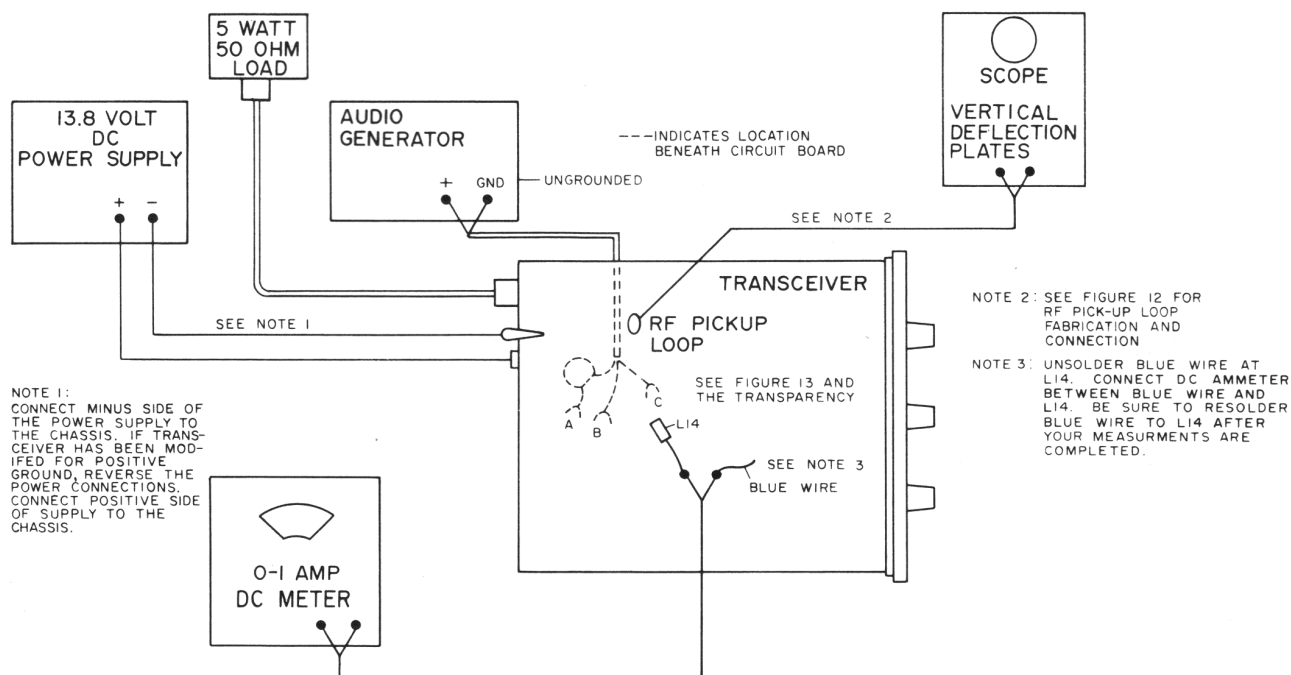 5 WATT
50 OHM
LOAD
13.8 VOLT
DC
POWER SUPPLY
+ -
AUDIO
GENERATOR
+ GND
UNGROUNDED
---INDICATES LOCATION
BENEATH CIRCUIT BOARD
SCOPE
VERTICAL
DEFLECTION
PLATES
SEE NOTE 2
SEE NOTE 1
TRANSCEIVER
RF PICKUP
LOOP
SEE FIGURE 13 AND
THE TRANSPARENCY
A B C
L14
SEE NOTE 3
BLUE WIRE
NOTE 1:
CONNECT MINUS SIDE OF
THE POWER SUPPLY TO
THE CHASSIS. IF TRANS-
CEIVER HAS BEEN MOD-
IFED FOR POSITIVE
GROUND, REVERSE THE
POWER CONNECTIONS.
CONNECT POSITIVE SIDE
OF SUPPLY TO THE
CHASSIS.
0-1 AMP
DC METER
NOTE 2: SEE FIGURE 12 FOR
RF PICK-UP LOOP
FABRICATION AND
CONNECTION
NOTE 3: UNSOLDER BLUE WIRE AT
L14. CONNECT DC AMMETER
BETWEEN BLUE WIRE AND
L14. BE SURE TO RESOLDER
BLUE WIRE TO L14 AFTER
YOUR MEASURMENTS ARE
COMPLETED.